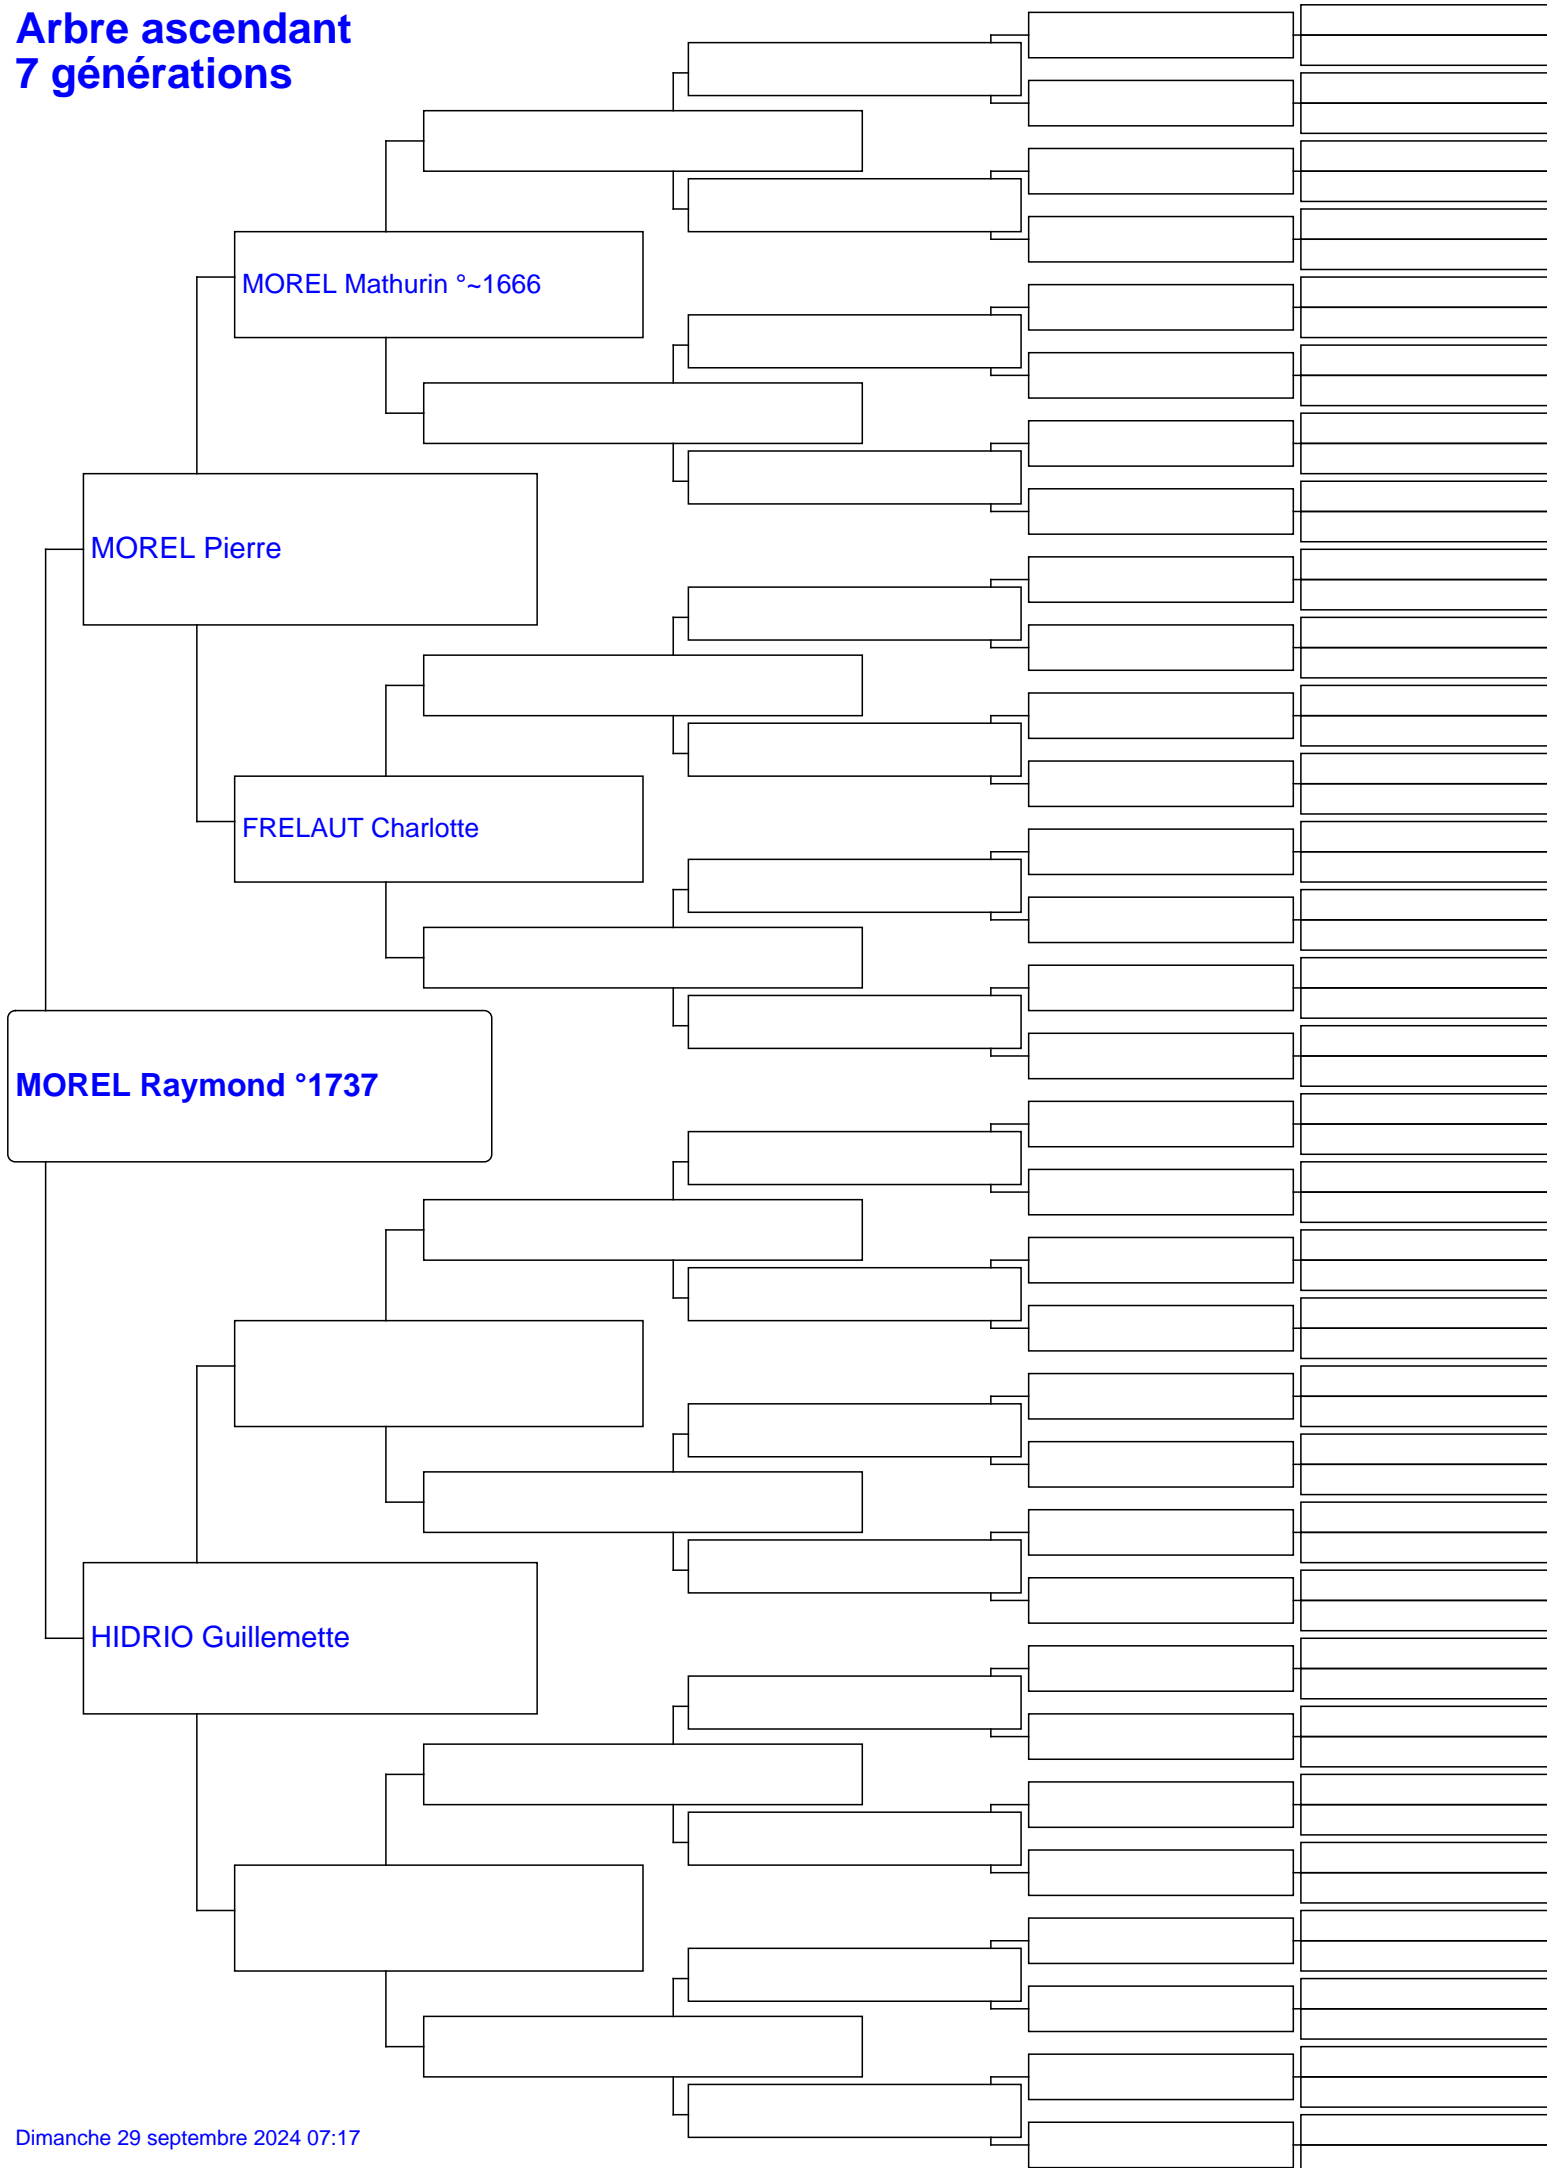 Arbre ascendant
7 générations
MOREL Mathurin °~1666
MOREL Pierre
FRELAUT Charlotte
MOREL Raymond °1737
HIDRIO Guillemette
Dimanche 29 septembre 2024 07:17